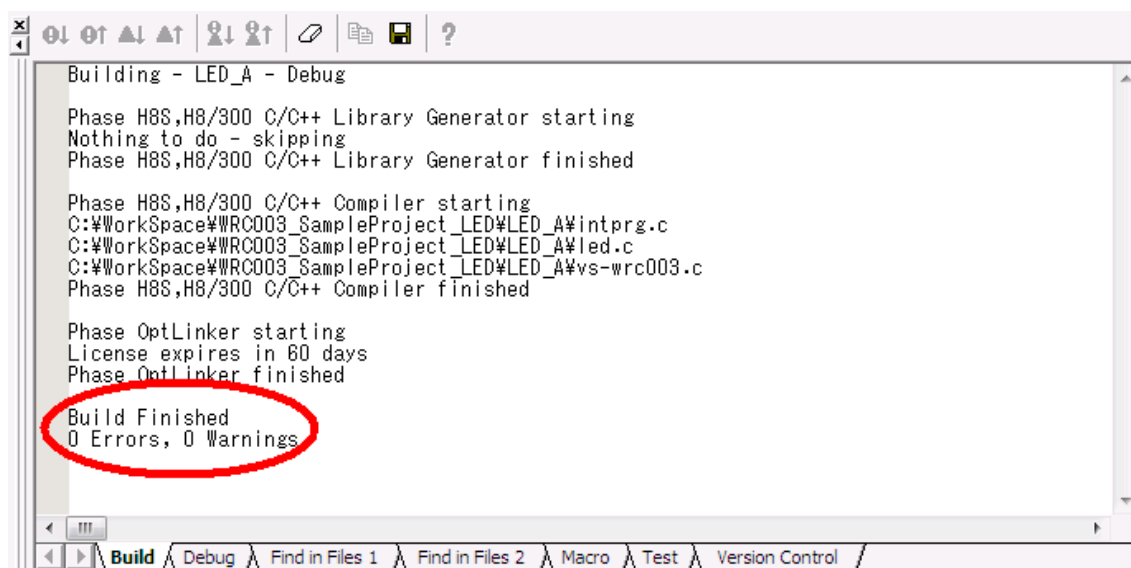 Building - LED_A - Debug
Phase H8S,H8/300 C/C++ Library Generator starting
Nothing to do - skipping
Phase H8S,H8/300 C/C++ Library Generator finished
Phase H8S,H8/300 C/C++ Compiler starting
C:¥WorkSpace¥WRC003_SampleProject_LED¥LED_A¥intprg.c
C:¥WorkSpace¥WRC003_SampleProject_LED¥LED_A¥led.c
C:¥WorkSpace¥WRC003_SampleProject_LED¥LED_A¥vs-wrc003.c
Phase H8S,H8/300 C/C++ Compiler finished
Phase OptLinker starting
License expires in 60 days
Phase OptLinker finished
Build Finished
0 Errors, 0 Warnings
Build Debug Find in Files 1 Find in Files 2 Macro Test Version Control